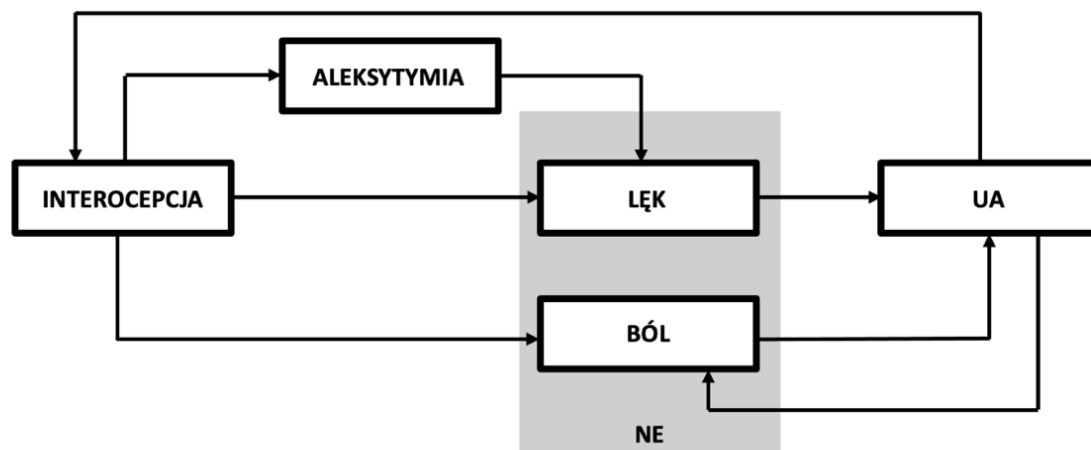 ALEKSYTYMIA
INTEROCEPCJA
LĘK
UA
BÓL
NE